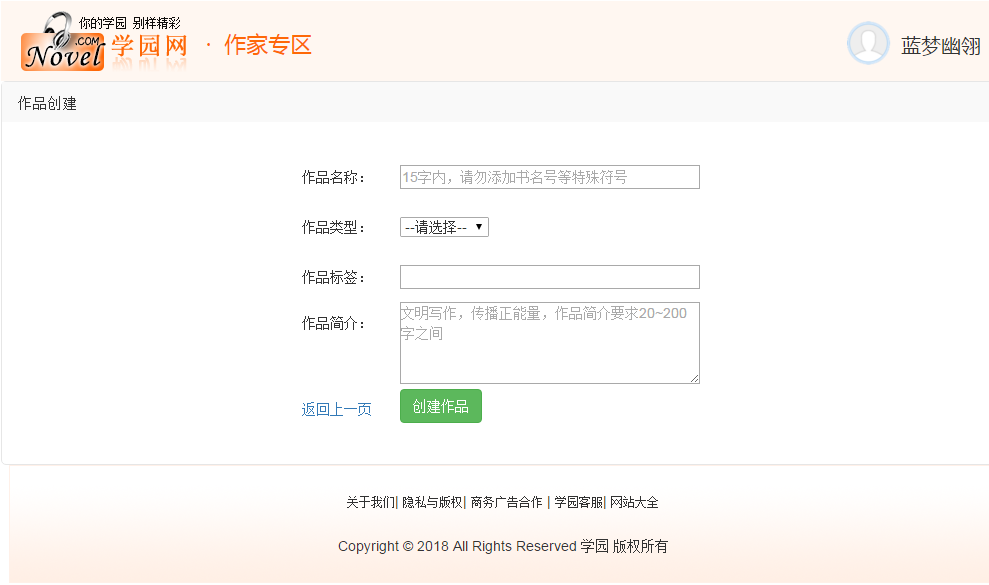 你的学园 别样精彩
Novel .COM 学园网 · 作家专区
蓝梦幽翎
作品创建
作品名称： 15字内，请勿添加书名号等特殊符号
作品类型： --请选择--
作品标签：
作品简介： 文明写作，传播正能量，作品简介要求20~200
字之间
返回上一页 创建作品
关于我们| 隐私与版权| 商务广告合作 | 学园客服| 网站大全
Copyright © 2018 All Rights Reserved 学园 版权所有